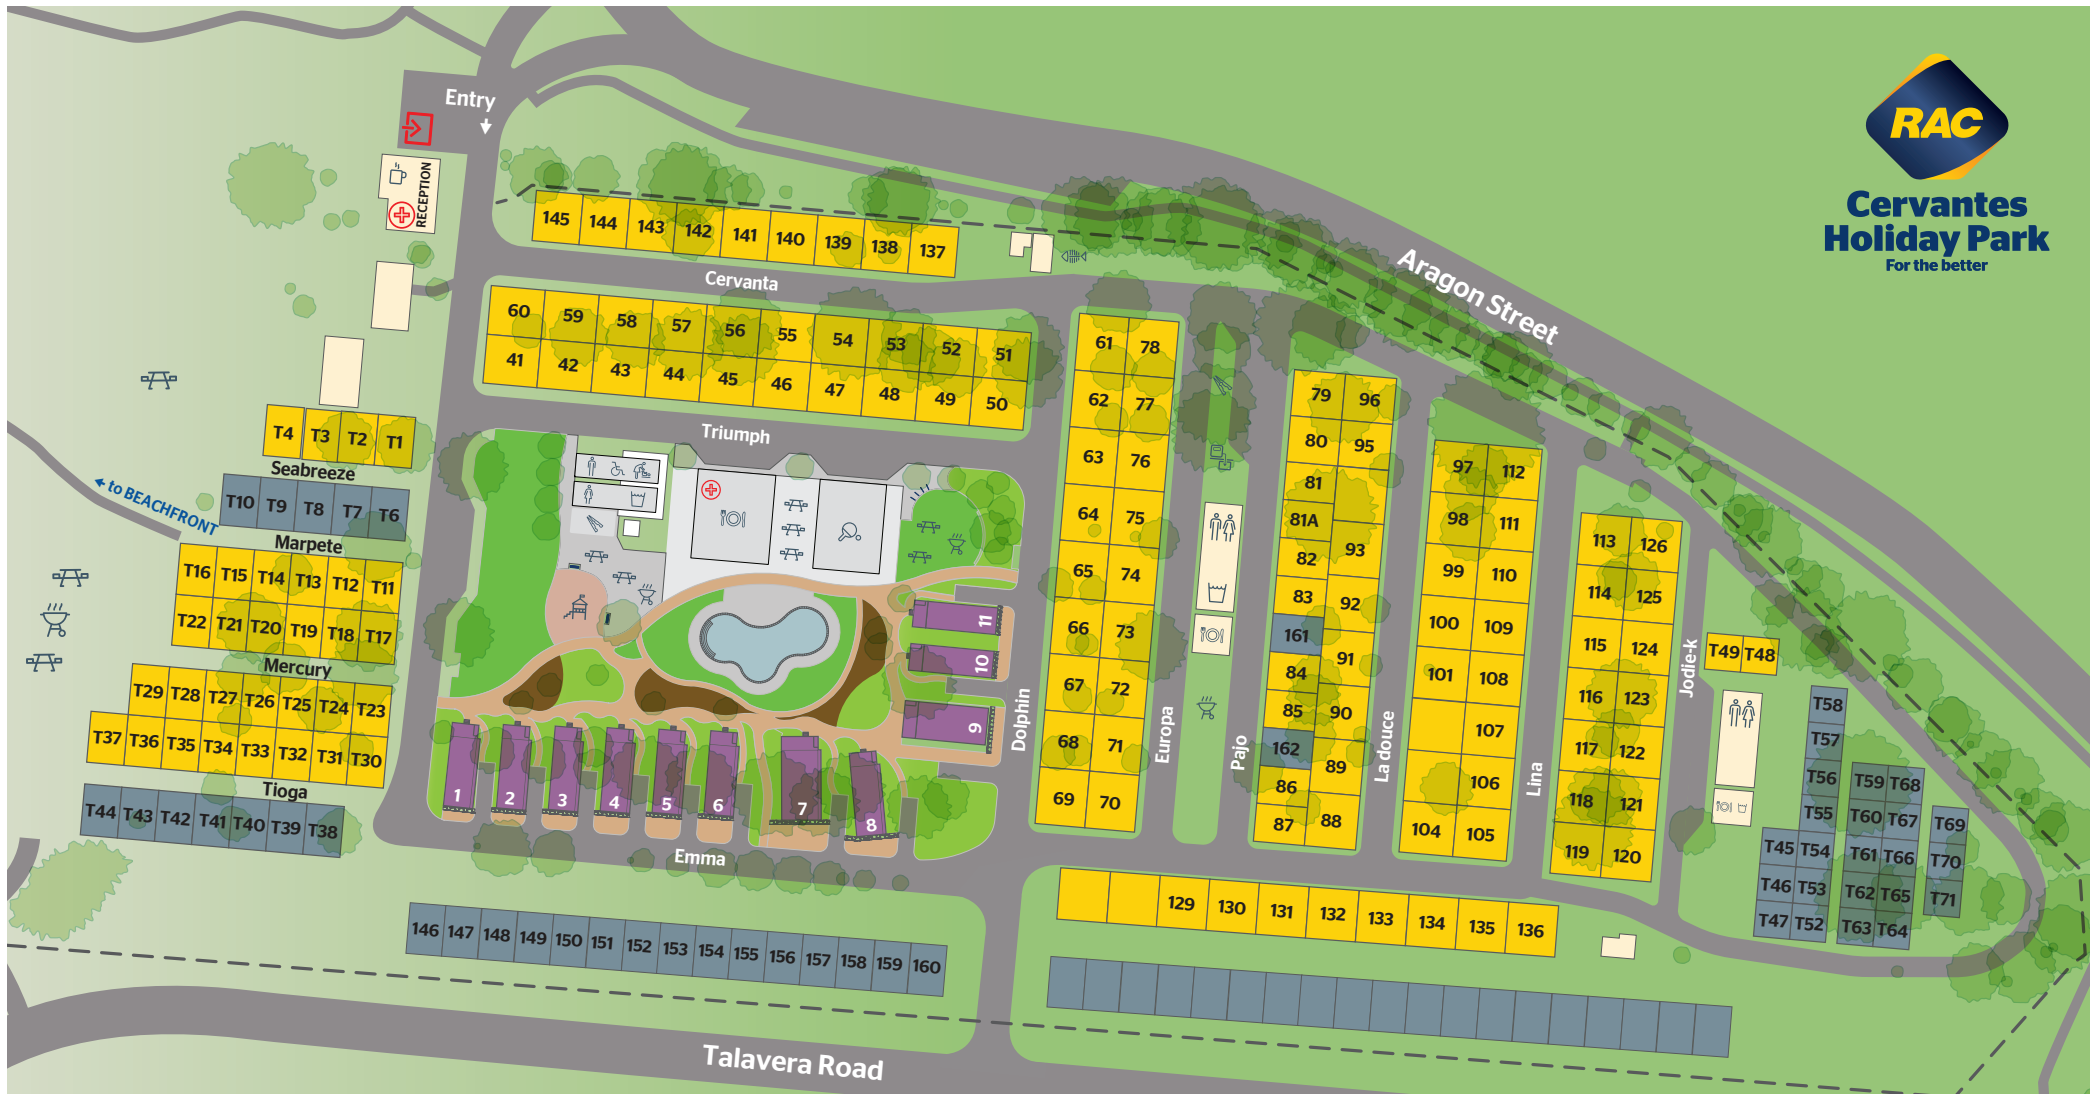 Entry
RECEPTION
RAC
Cervantes
Holiday Park
For the better
Aragon Street
145 144 143 142 141 140 139 138 137
Cervanta
60 59 58 57 56 55 54 53 52 51
41 42 43 44 45 46 47 48 49 50
Triumph
T4 T3 T2 T1
Seabreeze
T10 T9 T8 T7 T6
to BEACHFRONT
Marpete
T16 T15 T14 T13 T12 T11
T22 T21 T20 T19 T18 T17
Mercury
T29 T28 T27 T26 T25 T24 T23
T37 T36 T35 T34 T33 T32 T31 T30
Tioga
T44 T43 T42 T41 T40 T39 T38
11
10
9
1 2 3 4 5 6 7 8
Emma
Dolphin
61 78
62 77
63 76
64 75
65 74
66 73
67 72
68 71
69 70
Europa
Pajo
79 96
80 95
81
81A
93
82
83 92
161
91
84
85 90
162
89
86
87 88
La douce
97 112
98 111
99 110
100 109
101 108
107
106
104 105
Lina
113 126
114 125
115 124
116 123
117 122
118 121
119 120
Jodie-k
T49 T48
T58
T57
T56
T55
T45 T54
T46 T53
T47 T52
T59 T68
T60 T67
T61 T66
T62 T65
T63 T64
T69
T70
T71
129 130 131 132 133 134 135 136
146 147 148 149 150 151 152 153 154 155 156 157 158 159 160
Talavera Road